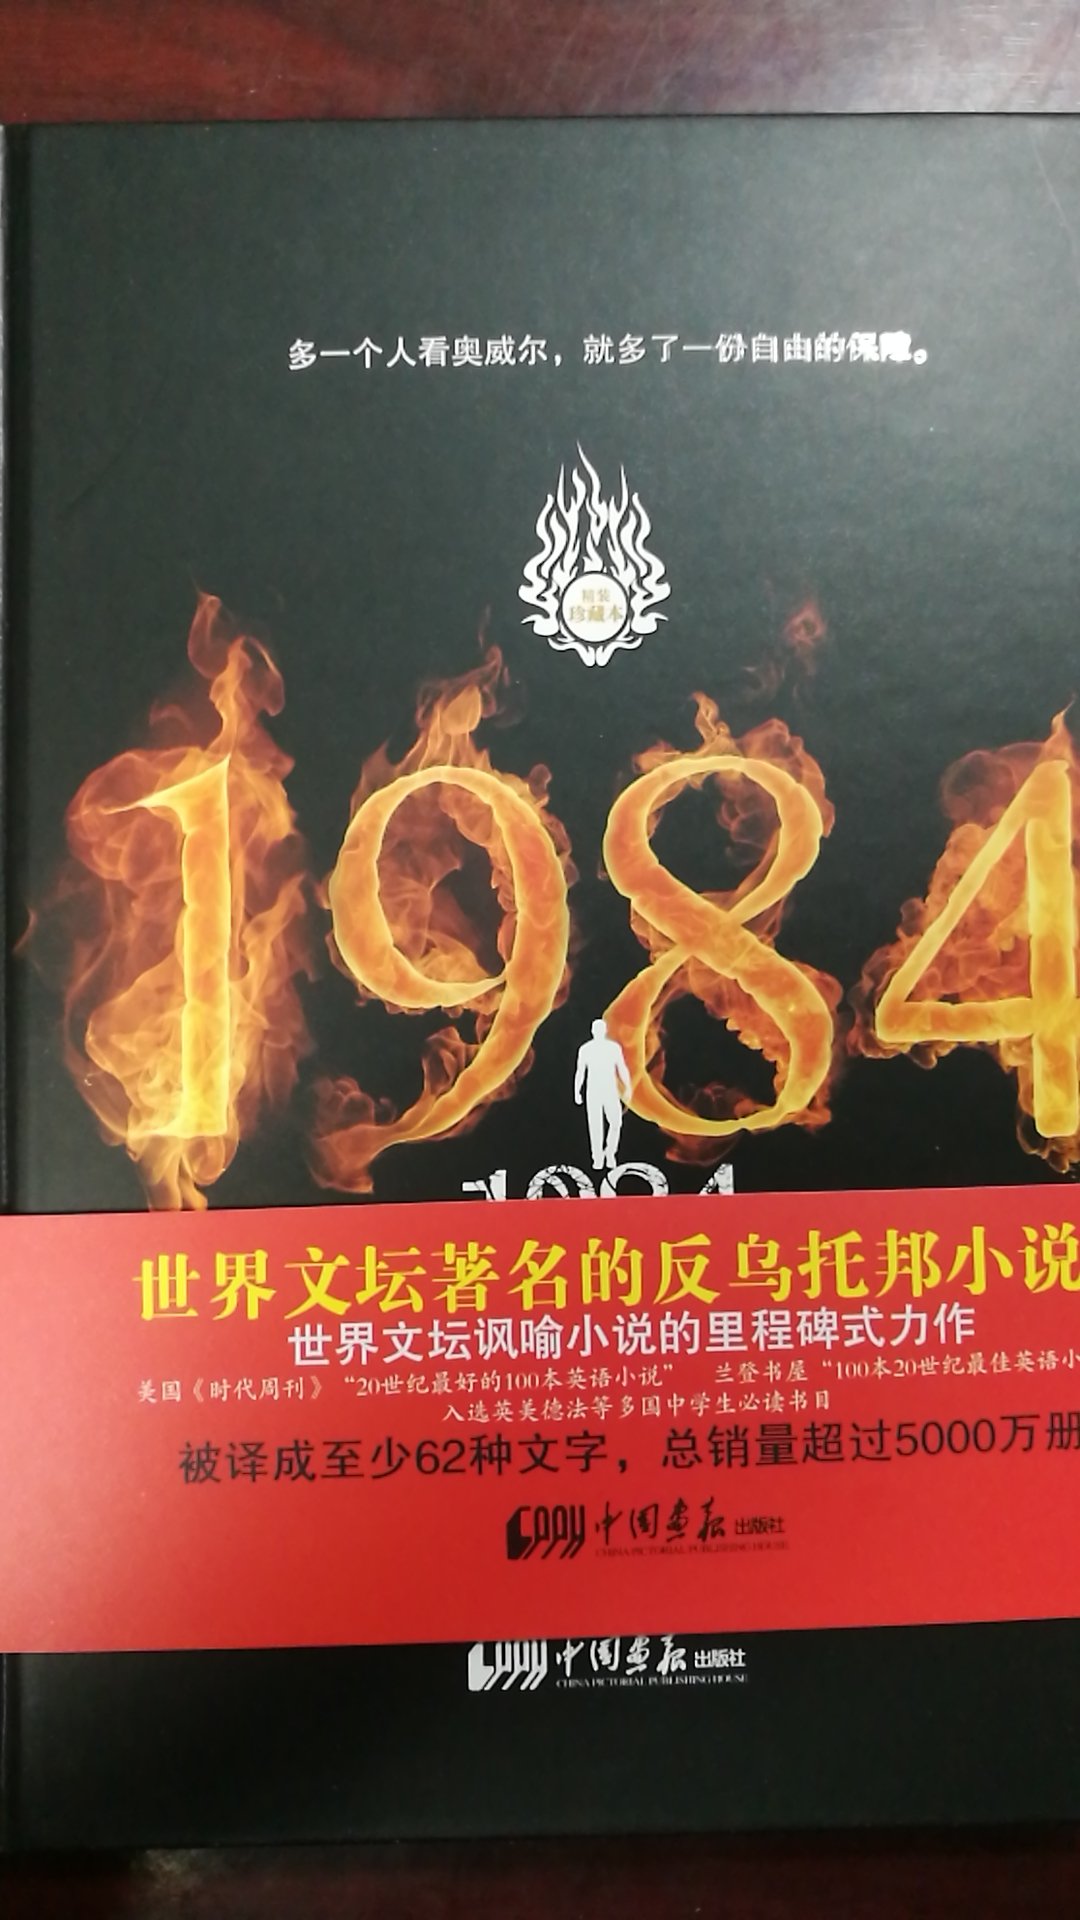 多一个人看奥威尔，就多了一份自由的保障。
精装
珍藏本
1984
1984
世界文坛著名的反乌托邦小说
世界文坛讽喻小说的里程碑式力作
美国《时代周刊》“20世纪最好的100本英语小说” 兰登书屋“100本20世纪最佳英语小
入选英美德法等多国中学生必读书目
被译成至少62种文字，总销量超过5000万册
CPPH 中国画报 出版社
CHINA PICTORIAL PUBLISHING HOUSE
CPPH 中国画报 出版社
CHINA PICTORIAL PUBLISHING HOUSE